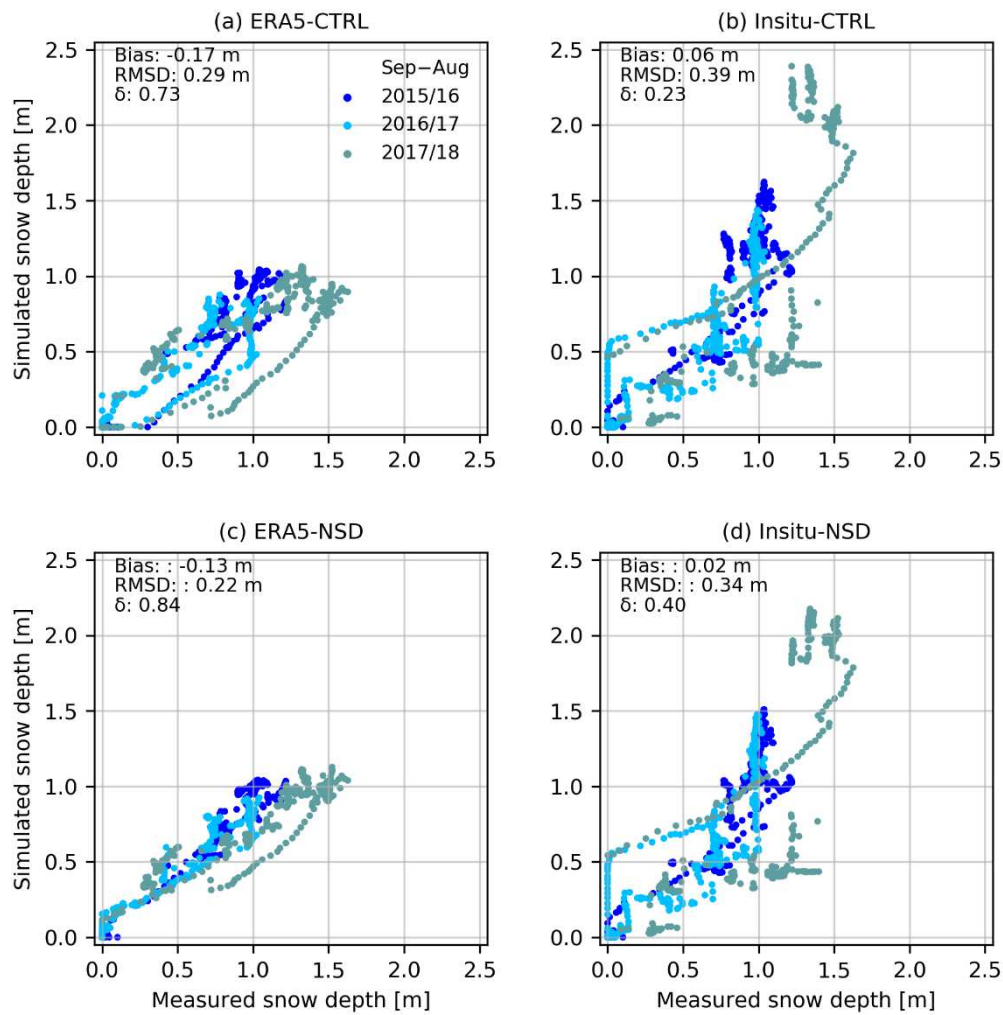 (a) ERA5-CTRL
2.5
2.0
1.5
1.0
0.5
0.0
Simulated snow depth [m]
Bias: -0.17 m
RMSD: 0.29 m
δ: 0.73
Sep−Aug
2015/16
2016/17
2017/18
0.0 0.5 1.0 1.5 2.0 2.5
(b) Insitu-CTRL
2.5
2.0
1.5
1.0
0.5
0.0
Bias: 0.06 m
RMSD: 0.39 m
δ: 0.23
0.0 0.5 1.0 1.5 2.0 2.5
(c) ERA5-NSD
2.5
2.0
1.5
1.0
0.5
0.0
Simulated snow depth [m]
Bias: : -0.13 m
RMSD: : 0.22 m
δ: 0.84
0.0 0.5 1.0 1.5 2.0 2.5
Measured snow depth [m]
(d) Insitu-NSD
2.5
2.0
1.5
1.0
0.5
0.0
Bias: : 0.02 m
RMSD: : 0.34 m
δ: 0.40
0.0 0.5 1.0 1.5 2.0 2.5
Measured snow depth [m]